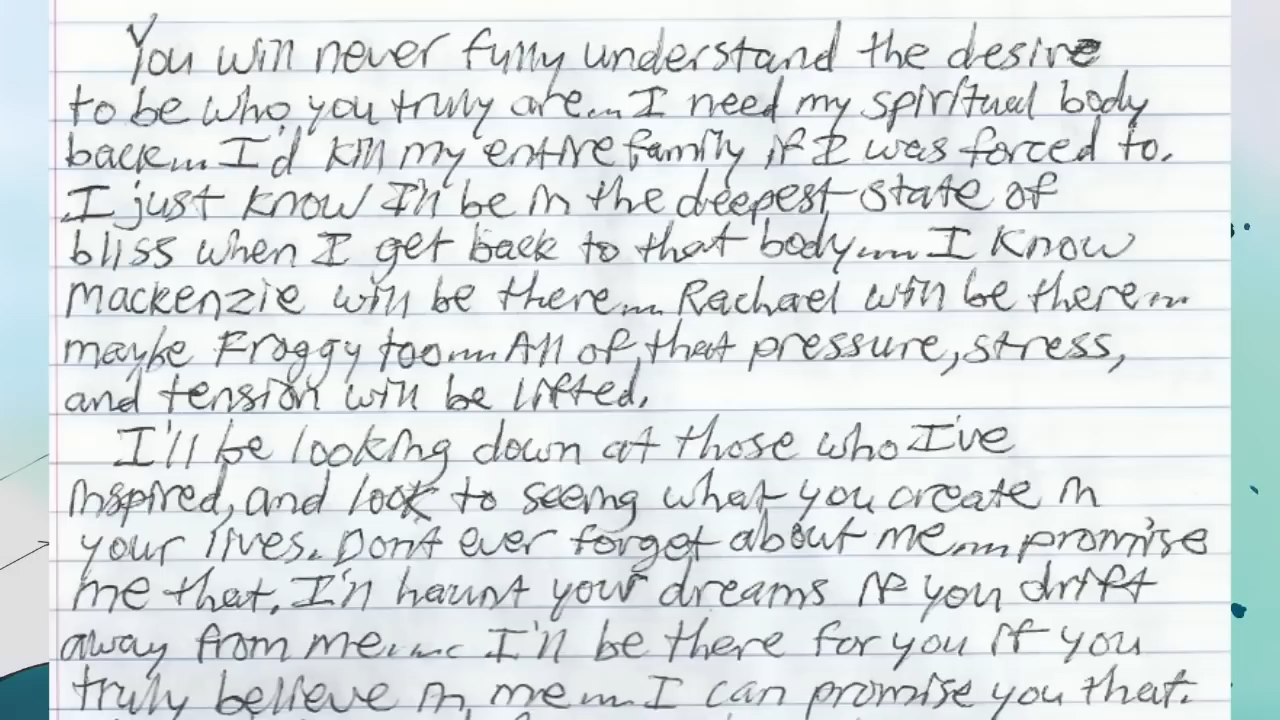 You will never fully understand the desire
to be who you truly are... I need my spiritual body
back... I'd kill my entire family if I was forced to.
I just know I'll be in the deepest state of
bliss when I get back to that body.... I know
Mackenzie will be there... Rachael will be there...
maybe Froggy too.... All of that pressure, stress,
and tension will be lifted.
I'll be looking down at those who I've
inspired, and look to seeing what you create in
your lives. Don't ever forget about me.... promise
me that. I'll haunt your dreams if you drift
away from me..... I'll be there for you if you
truly believe in me... I can promise you that.